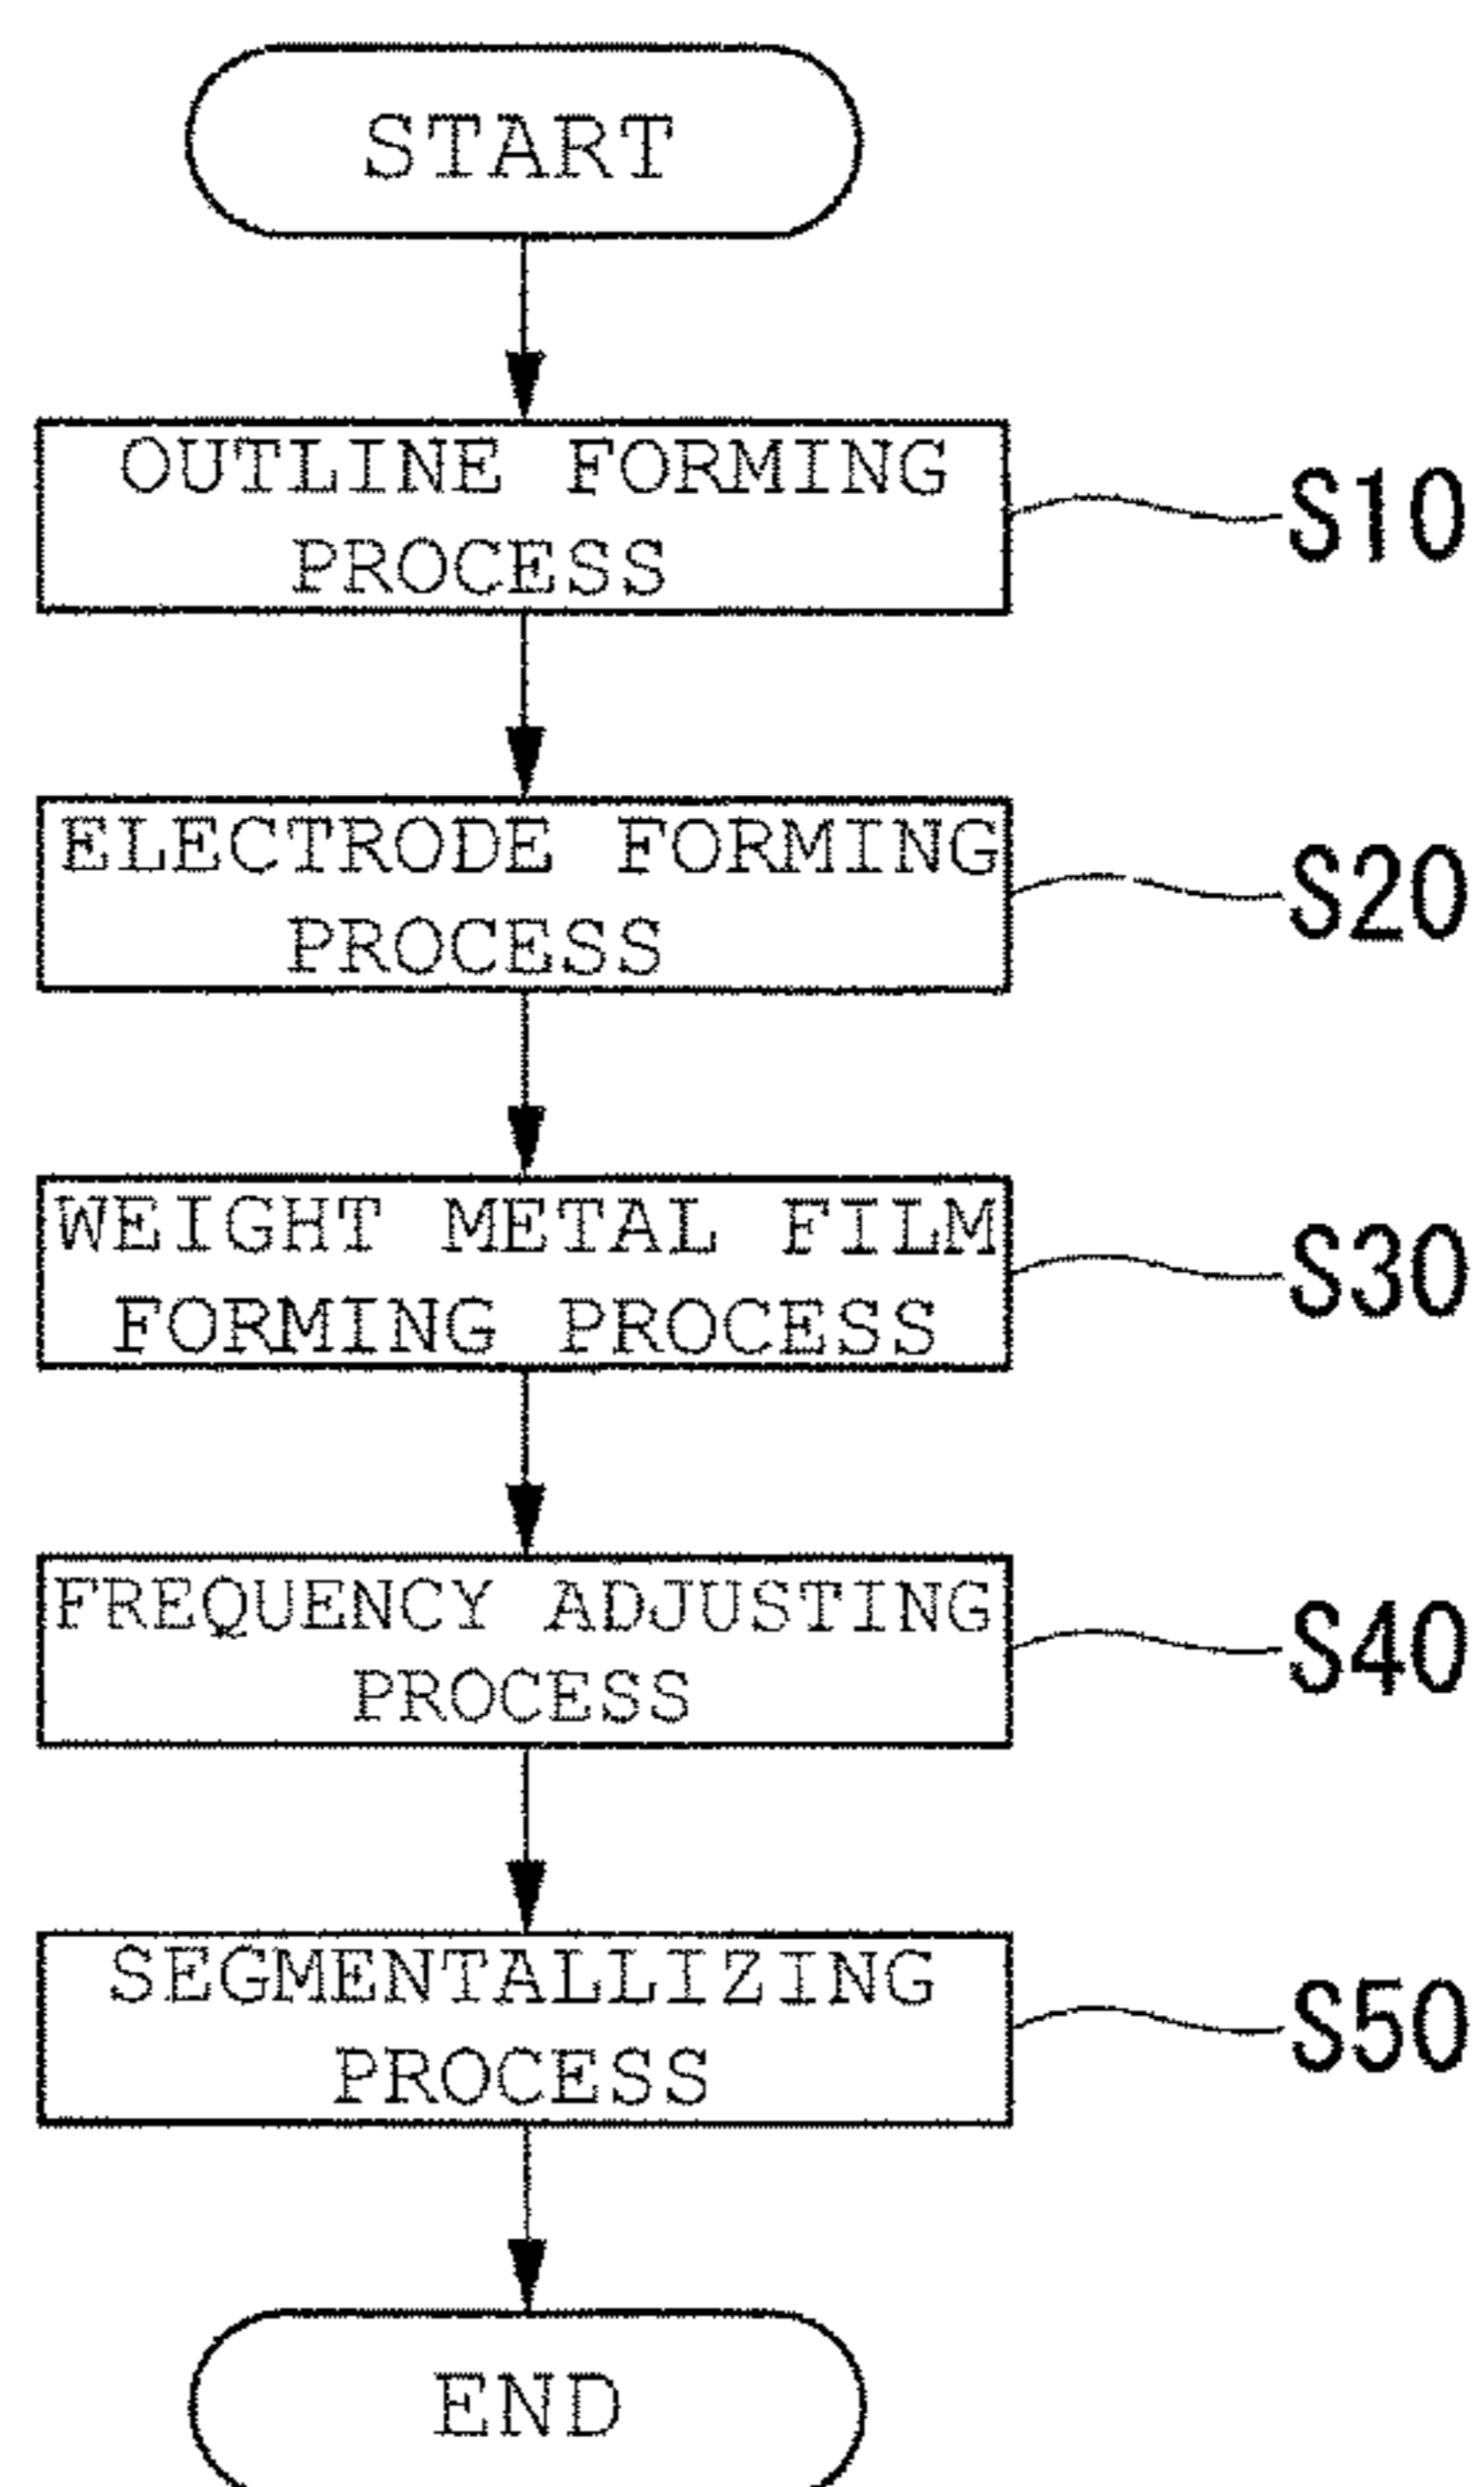 START
OUTLINE FORMING
PROCESS
S10
ELECTRODE FORMING
PROCESS
S20
WEIGHT METAL FILM
FORMING PROCESS
S30
FREQUENCY ADJUSTING
PROCESS
S40
SEGMENTALLIZING
PROCESS
S50
END